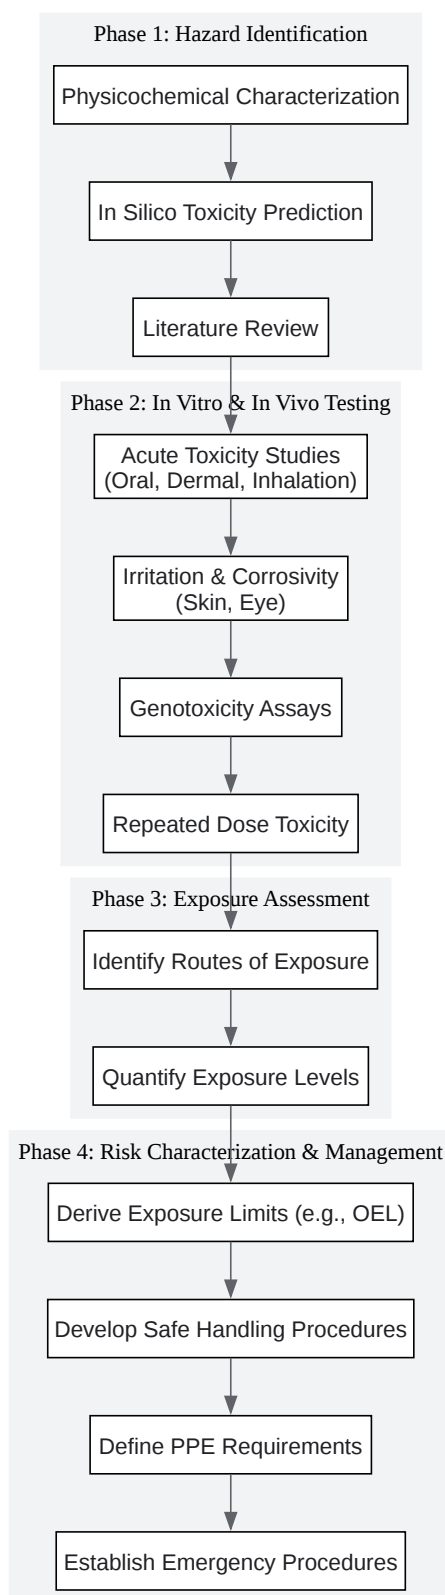 Phase 1: Hazard Identification
Physicochemical Characterization
In Silico Toxicity Prediction
Literature Review
Phase 2: In Vitro & In Vivo Testing
Acute Toxicity Studies
(Oral, Dermal, Inhalation)
Irritation & Corrosivity
(Skin, Eye)
Genotoxicity Assays
Repeated Dose Toxicity
Phase 3: Exposure Assessment
Identify Routes of Exposure
Quantify Exposure Levels
Phase 4: Risk Characterization & Management
Derive Exposure Limits (e.g., OEL)
Develop Safe Handling Procedures
Define PPE Requirements
Establish Emergency Procedures